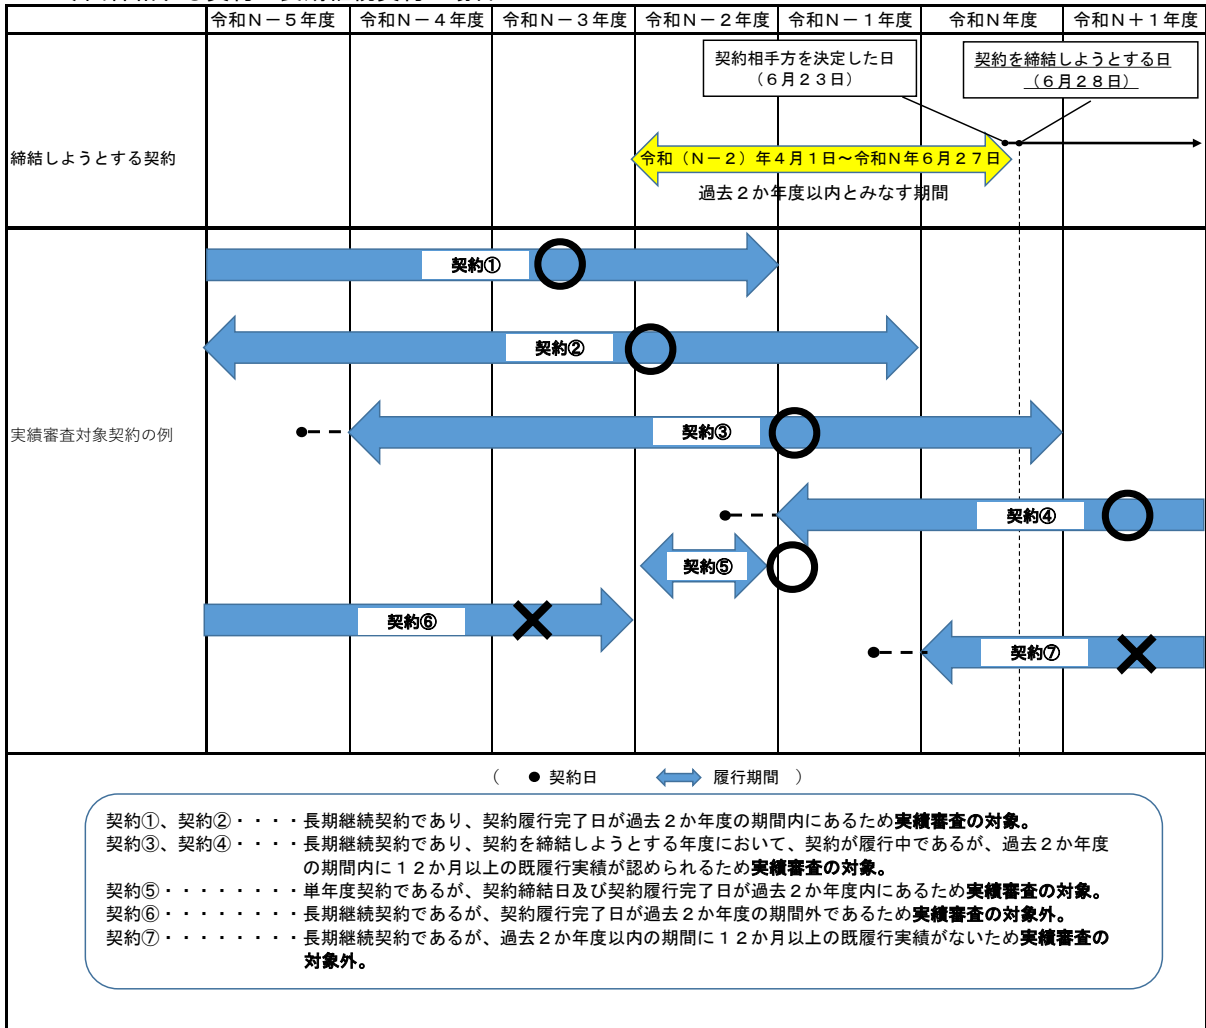 令和Ｎ－５年度
令和Ｎ－４年度
令和Ｎ－３年度
令和Ｎ－２年度
令和Ｎ－１年度
令和Ｎ年度
令和Ｎ＋１年度
契約相手方を決定した日
（６月２３日）
契約を締結しようとする日
（６月２８日）
締結しようとする契約
令和（Ｎ－２）年４月１日～令和Ｎ年６月２７日
過去２か年度以内とみなす期間
契約①
契約②
実績審査対象契約の例
契約③
契約④
契約⑤
契約⑥
契約⑦
（　● 契約日　　履行期間　）
契約①、契約②・・・・長期継続契約であり、契約履行完了日が過去２か年度の期間内にあるため実績審査の対象。
契約③、契約④・・・・長期継続契約であり、契約を締結しようとする年度において、契約が履行中であるが、過去２か年度
の期間内に１２か月以上の既履行実績が認められるため実績審査の対象。
契約⑤・・・・・・・・単年度契約であるが、契約締結日及び契約履行完了日が過去２か年度内にあるため実績審査の対象。
契約⑥・・・・・・・・長期継続契約であるが、契約履行完了日が過去２か年度の期間外であるため実績審査の対象外。
契約⑦・・・・・・・・長期継続契約であるが、過去２か年度以内の期間に１２か月以上の既履行実績がないため実績審査の
対象外。